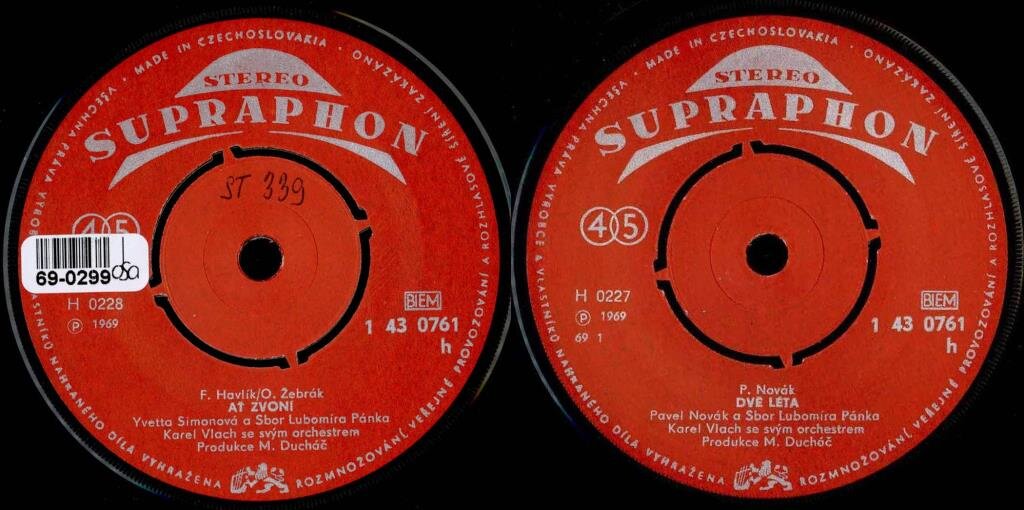 VŠECHNA PRÁVA VÝROBCE A VLASTNÍKŮ NAHRANÉHO DÍLA VYHRAŽENA
ROZMNOŽOVÁNÍ, VEŘEJNÉ PROVOZOVÁNÍ A ROZHLASOVÉ ŠÍŘENÍ ZAKÁZÁNO
· MADE IN CZECHOSLOVAKIA ·
STEREO
SUPRAPHON
ST 339
45
69-0299
H 0228
Ⓟ 1969
BIEM
1 43 0761
h
F. Havlík/O. Žebrák
AŤ ZVONÍ
Yvetta Simonová a Sbor Lubomíra Pánka
Karel Vlach se svým orchestrem
Produkce M. Ducháč
VŠECHNA PRÁVA VÝROBCE A VLASTNÍKŮ NAHRANÉHO DÍLA VYHRAŽENA
ROZMNOŽOVÁNÍ, VEŘEJNÉ PROVOZOVÁNÍ A ROZHLASOVÉ ŠÍŘENÍ ZAKÁZÁNO
· MADE IN CZECHOSLOVAKIA ·
STEREO
SUPRAPHON
45
H 0227
Ⓟ 1969
69 1
BIEM
1 43 0761
h
P. Novák
DVĚ LÉTA
Pavel Novák a Sbor Lubomíra Pánka
Karel Vlach se svým orchestrem
Produkce M. Ducháč